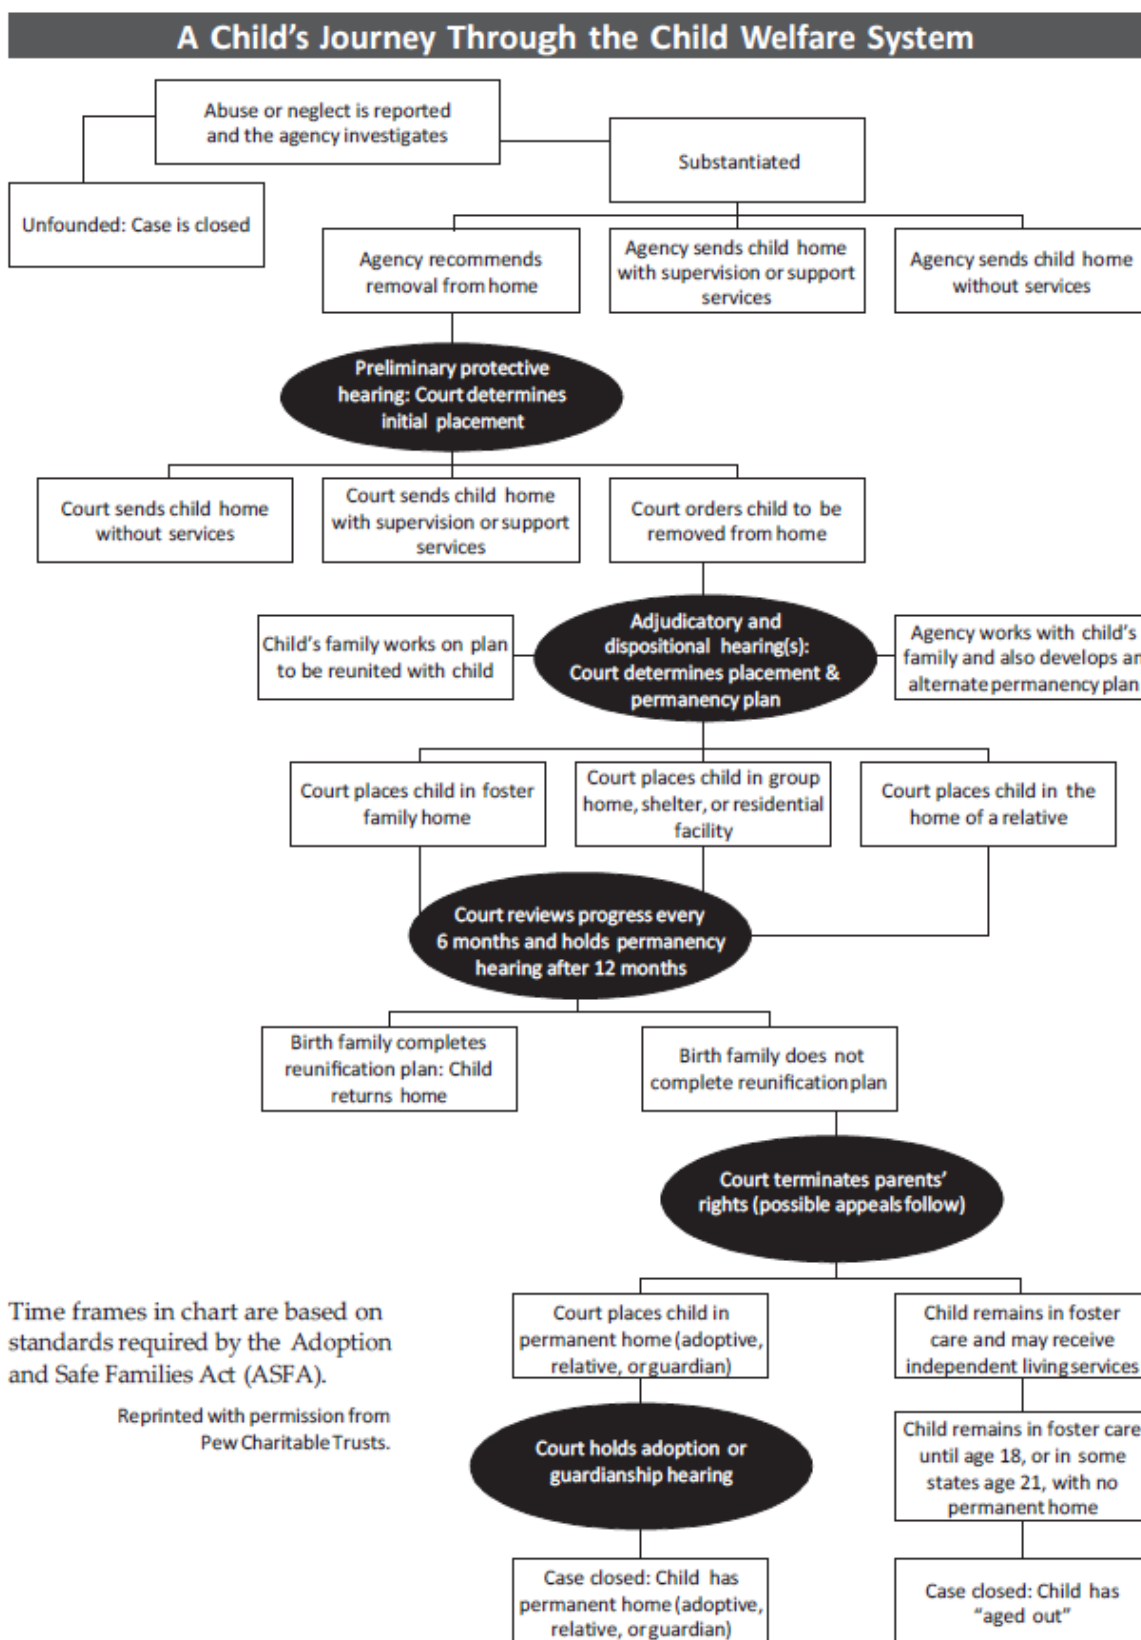 A Child's Journey Through the Child Welfare System
Abuse or neglect is reported
and the agency investigates
Substantiated
Unfounded: Case is closed
Agency recommends
removal from home
Agency sends child home
with supervision or support
services
Agency sends child home
without services
Preliminary protective
hearing: Court determines
initial placement
Court sends child home
without services
Court sends child home
with supervision or support
services
Court orders child to be
removed from home
Child's family works on plan
to be reunited with child
Adjudicatory and
dispositional hearing(s):
Court determines placement &
permanency plan
Agency works with child's
family and also develops an
alternate permanency plan
Court places child in foster
family home
Court places child in group
home, shelter, or residential
facility
Court places child in the
home of a relative
Court reviews progress every
6 months and holds permanency
hearing after 12 months
Birth family completes
reunification plan: Child
returns home
Birth family does not
complete reunification plan
Court terminates parents'
rights (possible appeals follow)
Time frames in chart are based on
standards required by the Adoption
and Safe Families Act (ASFA).
Reprinted with permission from
Pew Charitable Trusts.
Court places child in
permanent home (adoptive,
relative, or guardian)
Child remains in foster
care and may receive
independent living services
Court holds adoption or
guardianship hearing
Child remains in foster care
until age 18, or in some
states age 21, with no
permanent home
Case closed: Child has
permanent home (adoptive,
relative, or guardian)
Case closed: Child has
"aged out"